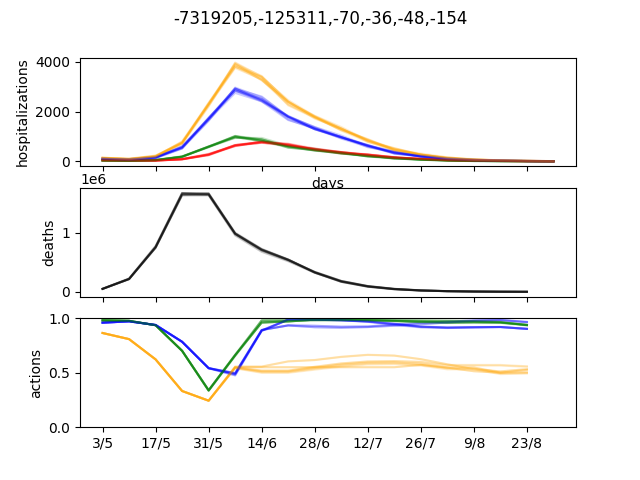 -7319205,-125311,-70,-36,-48,-154
4000
2000
0
hospitalizations
days
1e6
1
0
deaths
1.0
0.5
0.0
actions
3/5 17/5 31/5 14/6 28/6 12/7 26/7 9/8 23/8